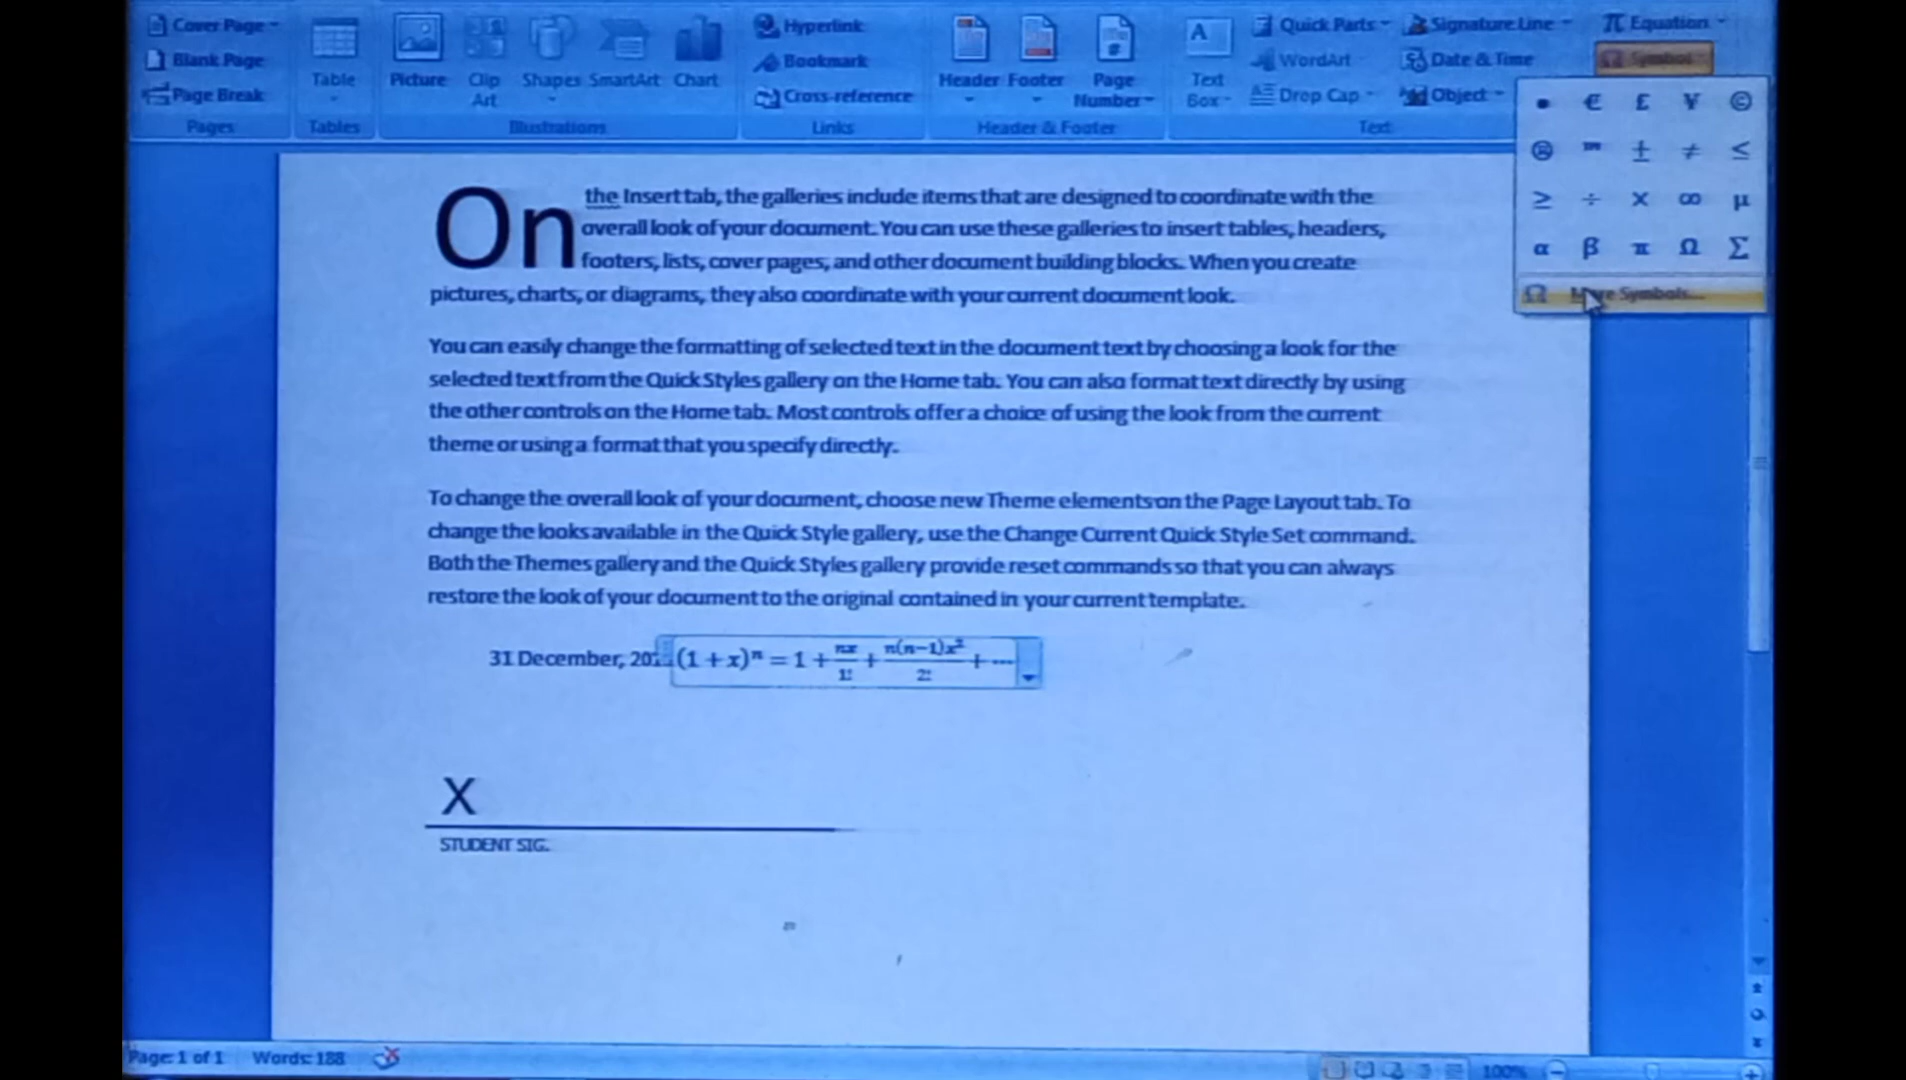 Cover Page
Blank Page
Page Break
Pages
Table
Tables
Picture
Clip Art
Shapes
SmartArt
Chart
Illustrations
Hyperlink
Bookmark
Cross-reference
Links
Header
Footer
Page Number
Header & Footer
A
Text Box
Quick Parts
WordArt
Drop Cap
Signature Line
Date & Time
Object
Text
π Equation
Ω Symbol
• € £ ¥ ©
™ ± ≠ ≤
≥ ÷ × ∞ µ
α β π Ω Σ
Ω More Symbols...
On the Insert tab, the galleries include items that are designed to coordinate with the
overall look of your document. You can use these galleries to insert tables, headers,
footers, lists, cover pages, and other document building blocks. When you create
pictures, charts, or diagrams, they also coordinate with your current document look.
You can easily change the formatting of selected text in the document text by choosing a look for the
selected text from the Quick Styles gallery on the Home tab. You can also format text directly by using
the other controls on the Home tab. Most controls offer a choice of using the look from the current
theme or using a format that you specify directly.
To change the overall look of your document, choose new Theme elements on the Page Layout tab. To
change the looks available in the Quick Style gallery, use the Change Current Quick Style Set command.
Both the Themes gallery and the Quick Styles gallery provide reset commands so that you can always
restore the look of your document to the original contained in your current template.
31 December, (1 + x)ⁿ = 1 + nx/1! + n(n−1)x²/2! + ⋯
X
STUDENT SIG.
Page: 1 of 1 Words: 188
100%